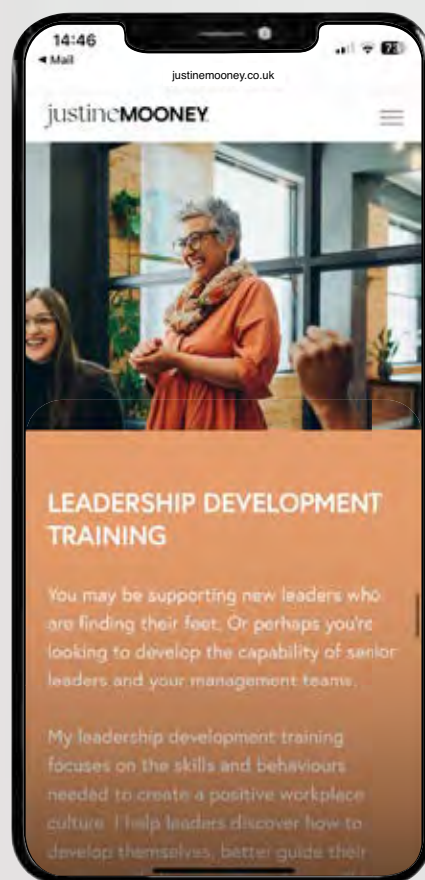 14:46
◄ Mail
justinemooney.co.uk
justineMOONEY
LEADERSHIP DEVELOPMENT
TRAINING
You may be supporting new leaders who
are finding their feet. Or perhaps you're
looking to develop the capability of senior
leaders and your management teams.
My leadership development training
focuses on the skills and behaviours
needed to create a positive workplace
culture. I help leaders discover how to
develop themselves, better guide their